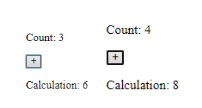 Count: 3
+
Calculation: 6
Count: 4
+
Calculation: 8